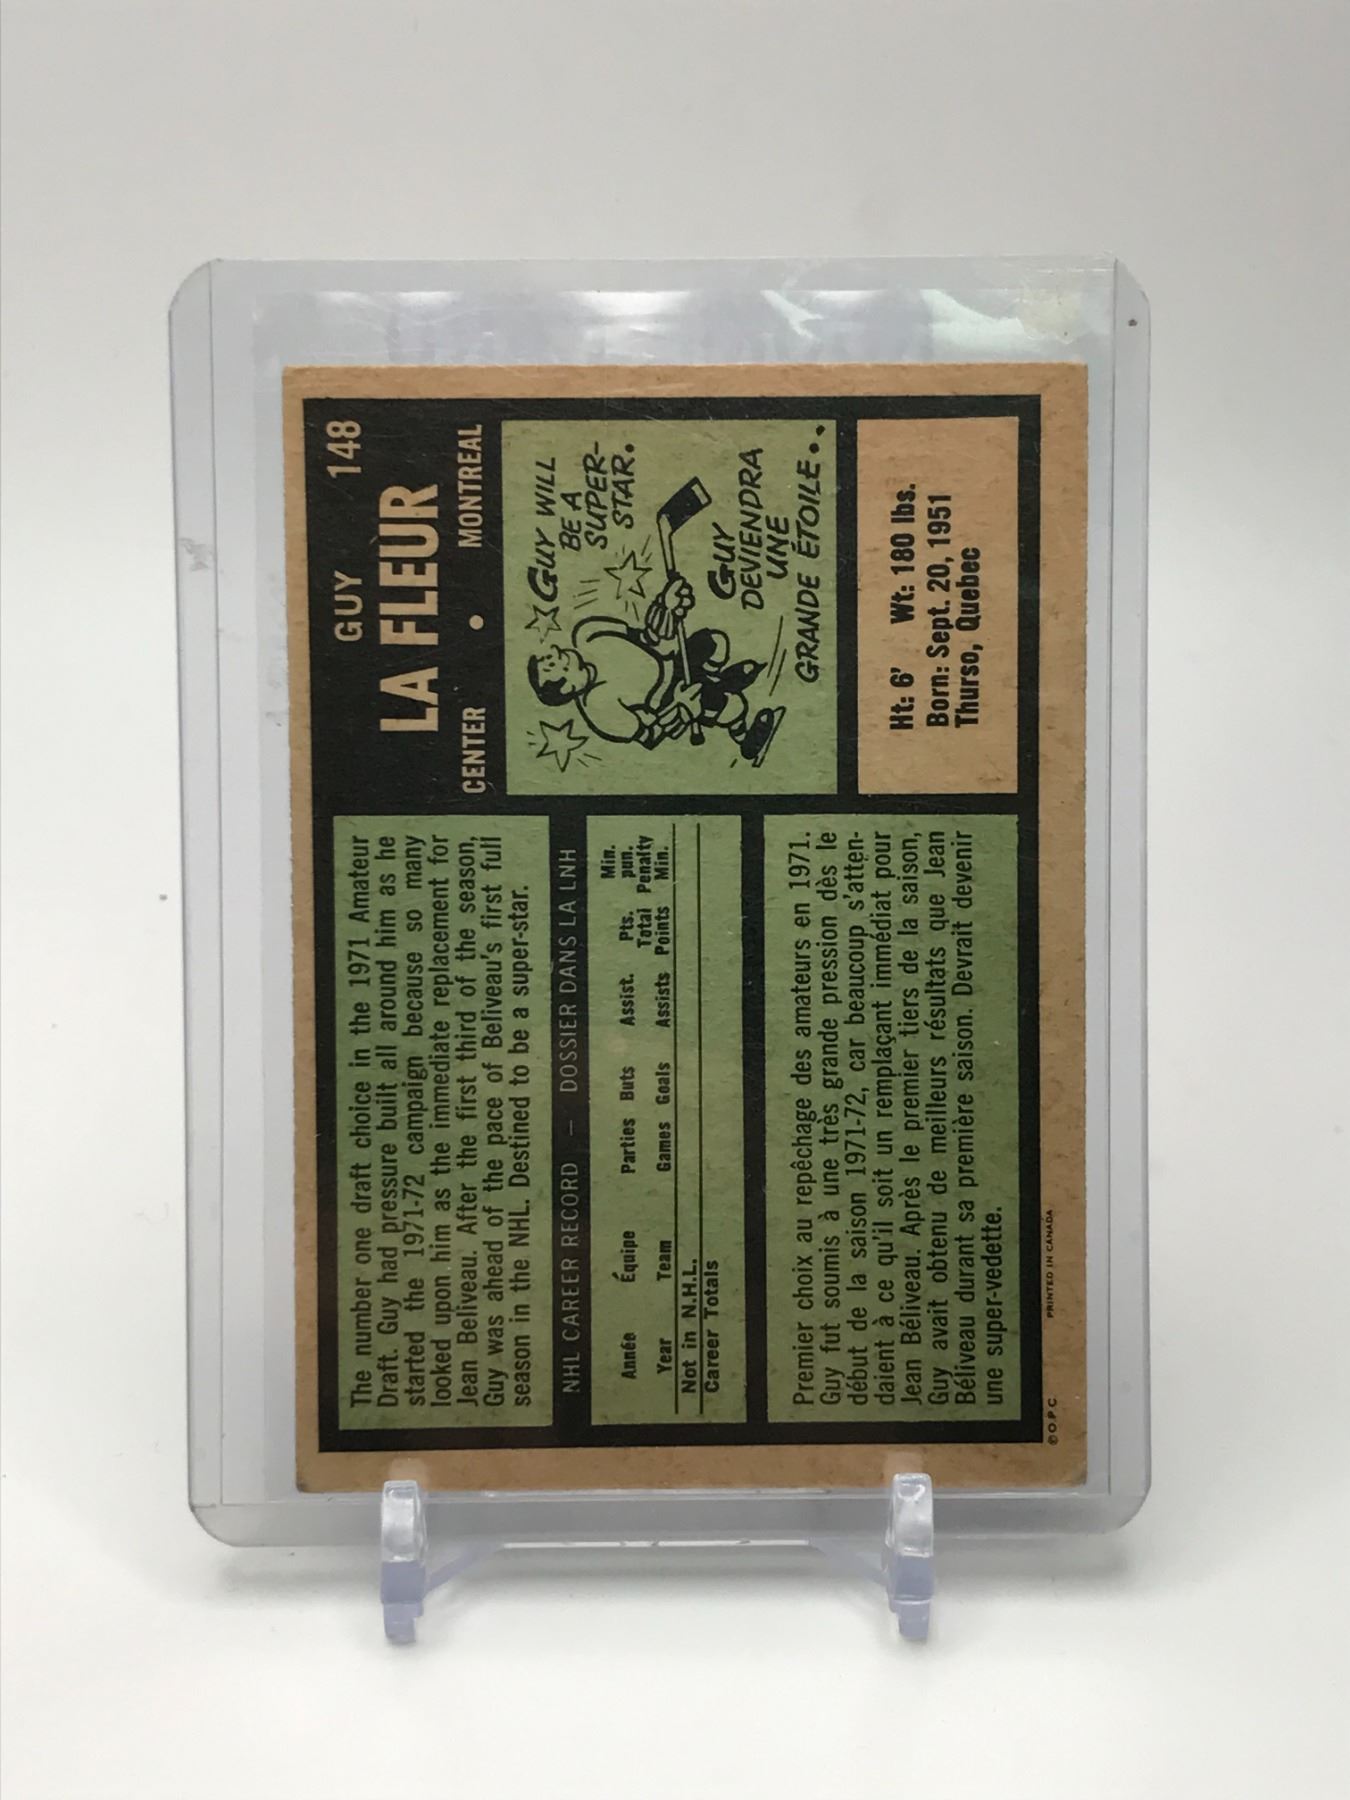 GUY 148
LA FLEUR
CENTER • MONTREAL
The number one draft choice in the 1971 Amateur
Draft. Guy had pressure built all around him as he
started the 1971-72 campaign because so many
looked upon him as the immediate replacement for
Jean Beliveau. After the first third of the season,
Guy was ahead of the pace of Beliveau's first full
season in the NHL. Destined to be a super-star.
NHL CAREER RECORD — DOSSIER DANS LA LNH
Année Équipe Parties Buts Assist. Pts. Min. pun.
Year Team Games Goals Assists Total Points Penalty Min.
Not in N.H.L.
Career Totals
Premier choix au repêchage des amateurs en 1971.
Guy fut soumis à une très grande pression dès le
début de la saison 1971-72, car beaucoup s'atten-
daient à ce qu'il soit un remplaçant immédiat pour
Jean Béliveau. Après le premier tiers de la saison,
Guy avait obtenu de meilleurs résultats que Jean
Béliveau durant sa première saison. Devrait devenir
une super-vedette.
GUY WILL
BE A
SUPER-
STAR.
GUY
DEVIENDRA
UNE
GRANDE ÉTOILE..
Ht: 6' Wt: 180 lbs.
Born: Sept. 20, 1951
Thurso, Quebec
© O.P.C. PRINTED IN CANADA